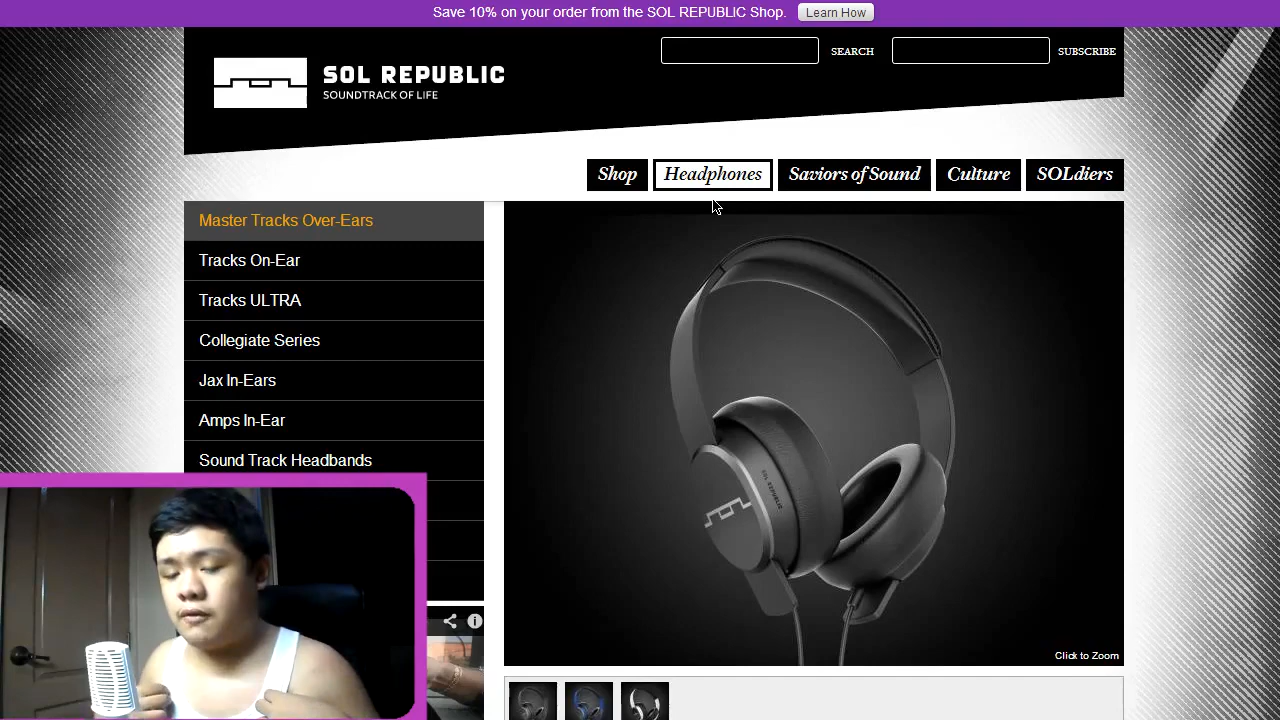 Save 10% on your order from the SOL REPUBLIC Shop. Learn How
SEARCH
SUBSCRIBE
SOL REPUBLIC
SOUNDTRACK OF LIFE
Shop
Headphones
Saviors of Sound
Culture
SOLdiers
Master Tracks Over-Ears
Tracks On-Ear
Tracks ULTRA
Collegiate Series
Jax In-Ears
Amps In-Ear
Sound Track Headbands
SOL REPUBLIC
Click to Zoom